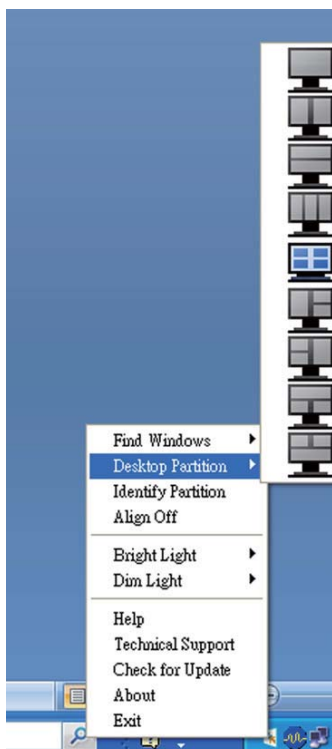 Find Windows
Desktop Partition
Identify Partition
Align Off
Bright Light
Dim Light
Help
Technical Support
Check for Update
About
Exit